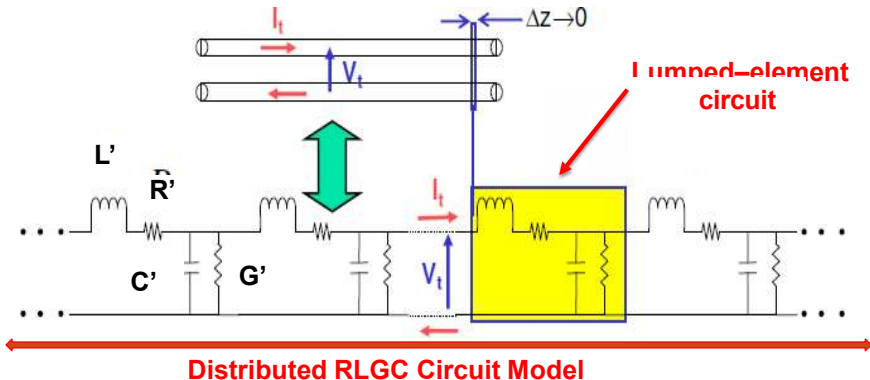 Iₜ
Δz→0
Vₜ
Lumped–element
circuit
L'
R'
Iₜ
C'
G'
Vₜ
Distributed RLGC Circuit Model